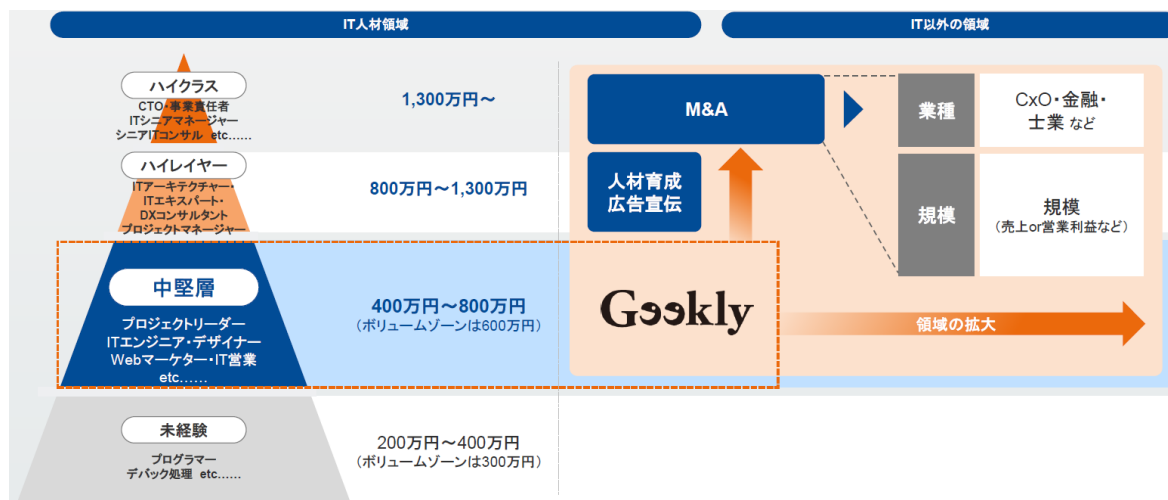 IT人材領域
IT以外の領域
ハイクラス
CTO・事業責任者
ITシニアマネージャー
シニアITコンサル etc……
1,300万円～
ハイレイヤー
ITアーキテクチャー・
ITエキスパート・
DXコンサルタント
プロジェクトマネージャー
800万円～1,300万円
中堅層
プロジェクトリーダー
ITエンジニア・デザイナー
Webマーケター・IT営業
etc……
400万円～800万円
（ボリュームゾーンは600万円）
未経験
プログラマー
デバック処理 etc……
200万円～400万円
（ボリュームゾーンは300万円）
M&A
人材育成
広告宣伝
Geekly
領域の拡大
業種
CxO・金融・
士業 など
規模
規模
（売上or営業利益など）